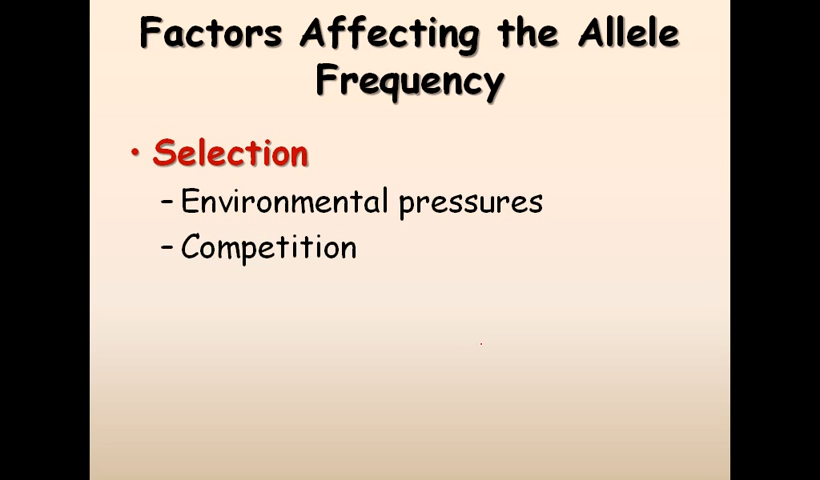 Factors Affecting the Allele
Frequency
• Selection
– Environmental pressures
– Competition